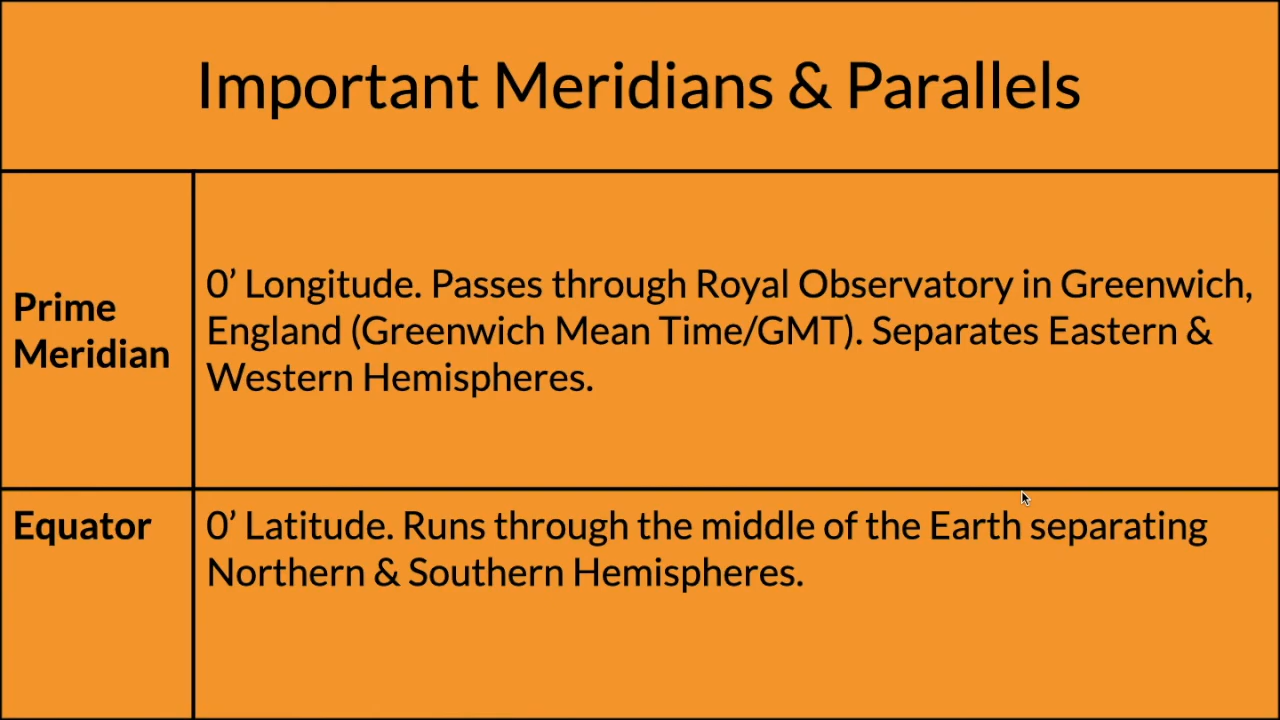 Important Meridians & Parallels
Prime
Meridian
0’ Longitude. Passes through Royal Observatory in Greenwich,
England (Greenwich Mean Time/GMT). Separates Eastern &
Western Hemispheres.
Equator
0’ Latitude. Runs through the middle of the Earth separating
Northern & Southern Hemispheres.